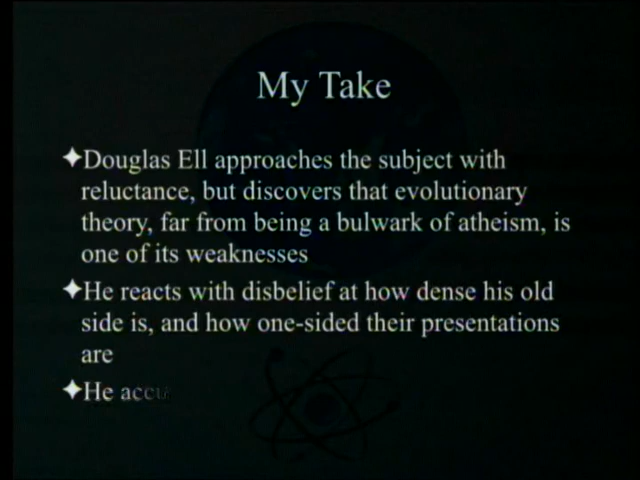 My Take
Douglas Ell approaches the subject with
reluctance, but discovers that evolutionary
theory, far from being a bulwark of atheism, is
one of its weaknesses
He reacts with disbelief at how dense his old
side is, and how one-sided their presentations
are
He